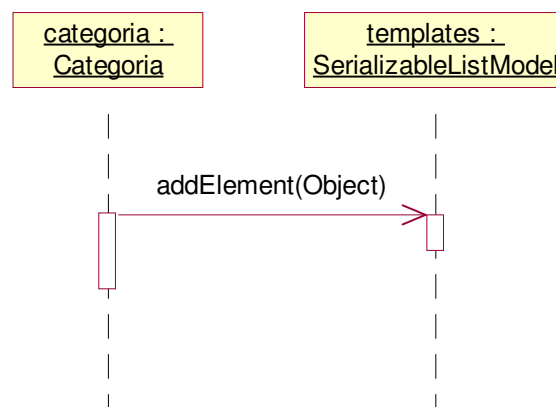 categoria :
Categoria
templates :
SerializableListModel
addElement(Object)